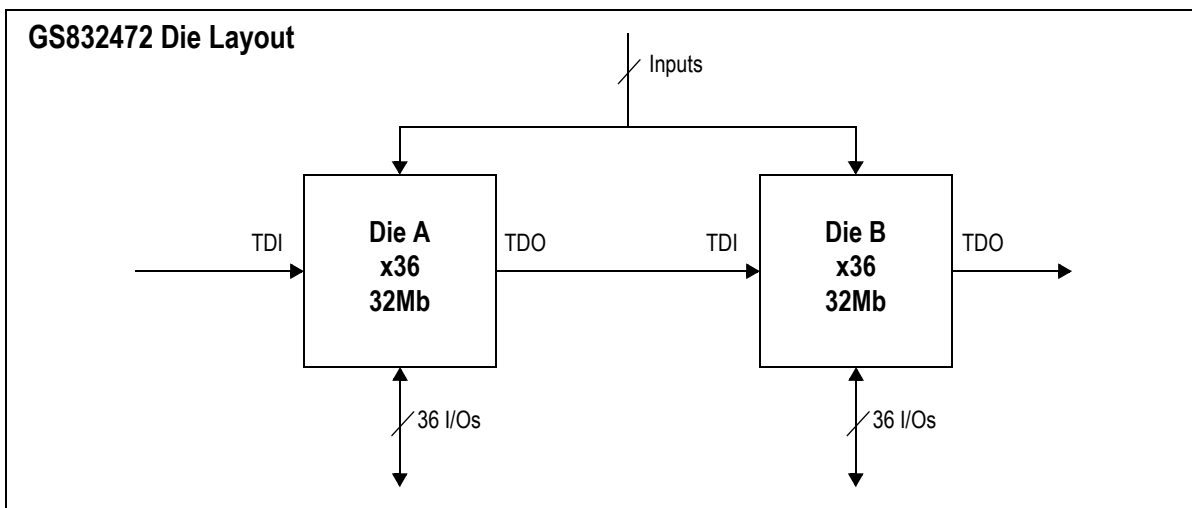 GS832472 Die Layout
Inputs
TDI
Die A
x36
32Mb
TDO
TDI
Die B
x36
32Mb
TDO
36 I/Os
36 I/Os